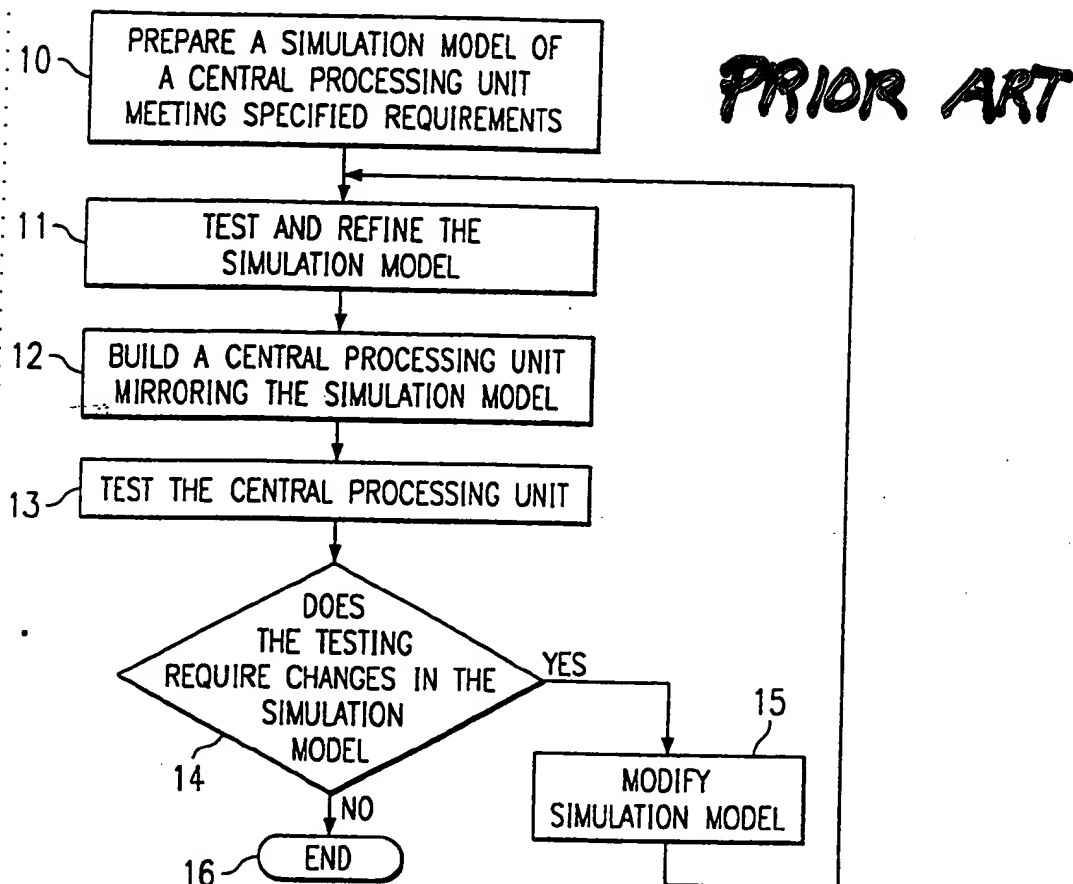 PRIOR ART
10
PREPARE A SIMULATION MODEL OF
A CENTRAL PROCESSING UNIT
MEETING SPECIFIED REQUIREMENTS
11
TEST AND REFINE THE
SIMULATION MODEL
12
BUILD A CENTRAL PROCESSING UNIT
MIRRORING THE SIMULATION MODEL
13
TEST THE CENTRAL PROCESSING UNIT
DOES
THE TESTING
REQUIRE CHANGES IN THE
SIMULATION
MODEL
14
YES
15
MODIFY
SIMULATION MODEL
NO
16
END